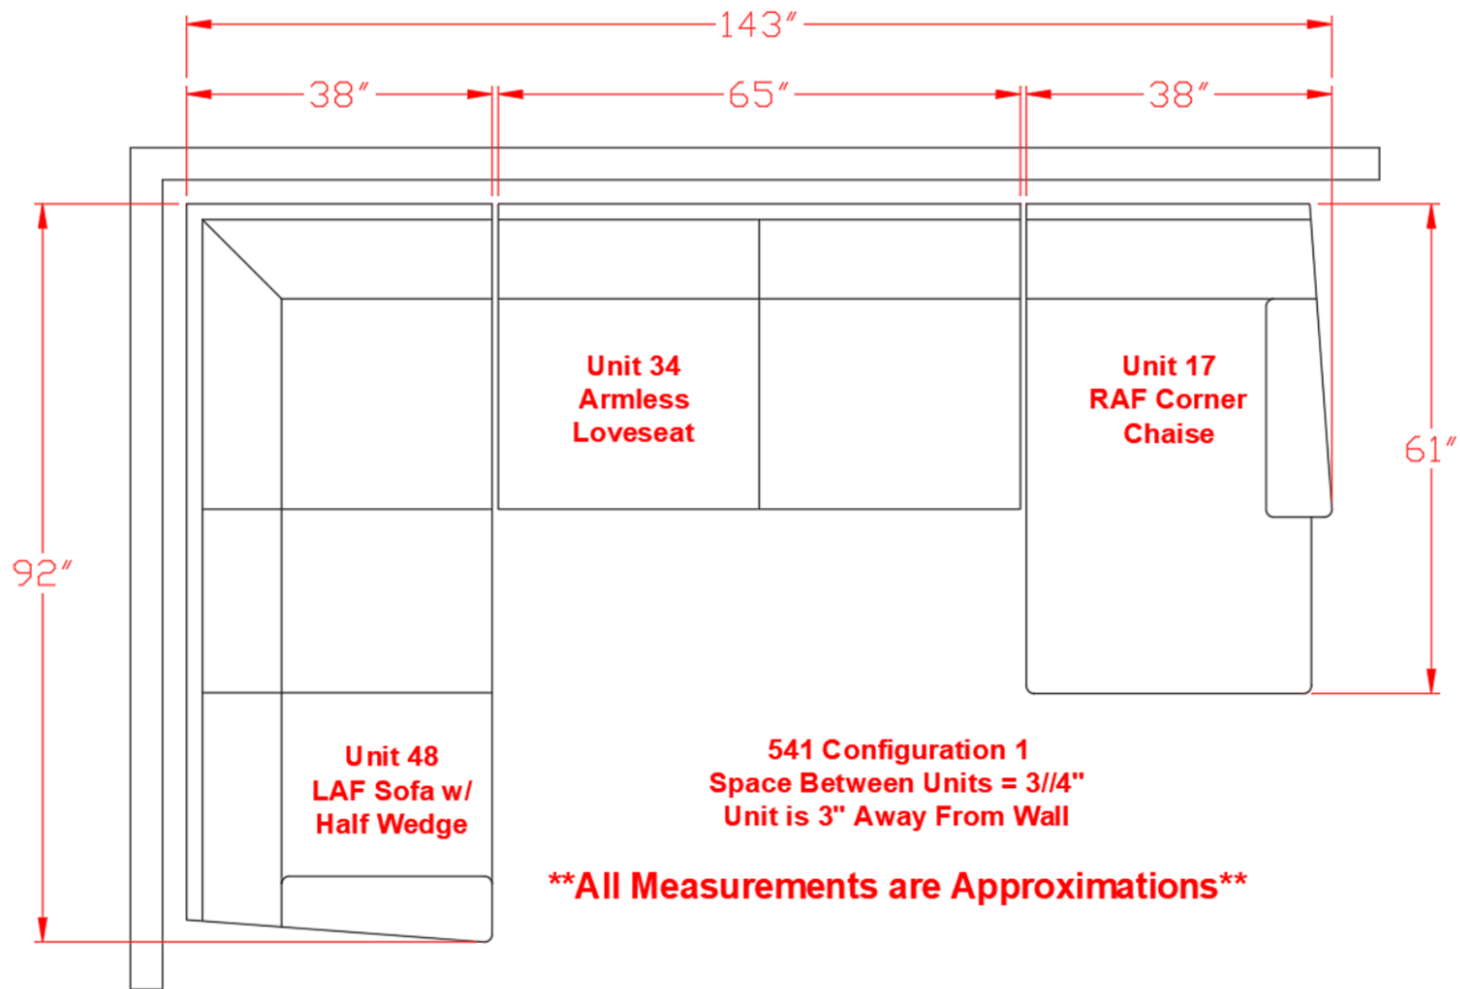 143"
38" 65" 38"
Unit 34
Armless
Loveseat
Unit 17
RAF Corner
Chaise
61"
92"
Unit 48
LAF Sofa w/
Half Wedge
541 Configuration 1
Space Between Units = 3//4"
Unit is 3" Away From Wall
**All Measurements are Approximations**